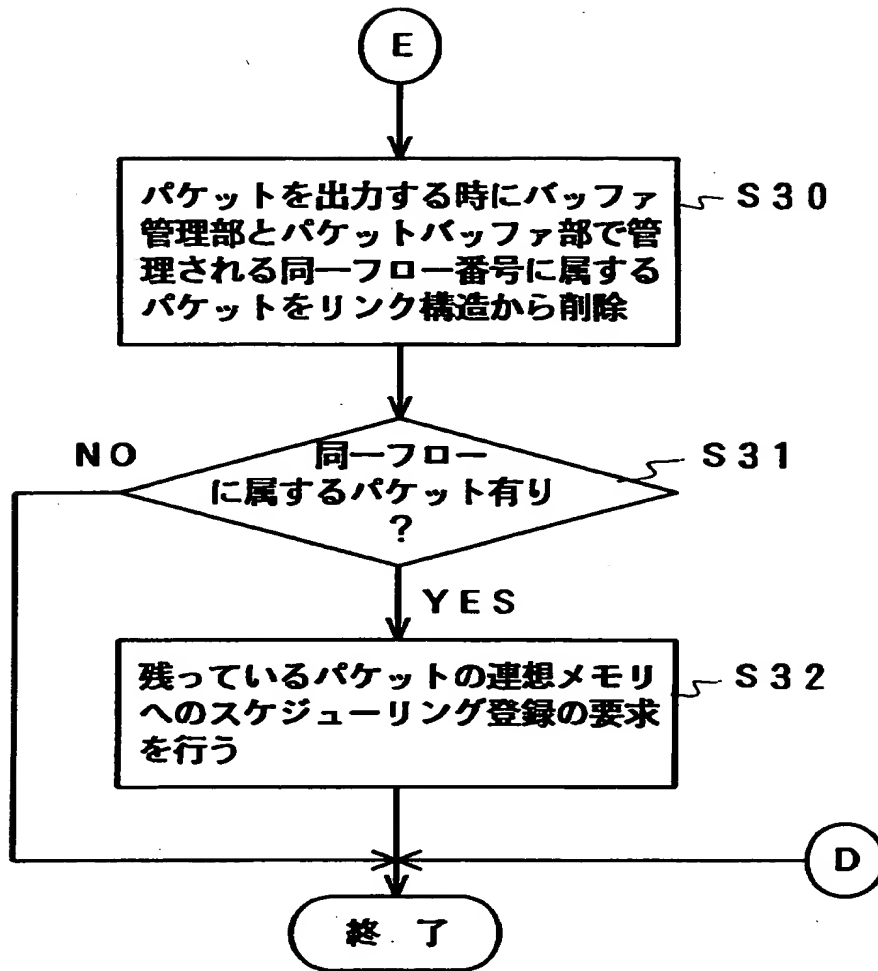 E
パケットを出力する時にバッファ
管理部とパケットバッファ部で管
理される同一フロー番号に属する
パケットをリンク構造から削除
S30
同一フロー
に属するパケット有り
?
S31
NO
YES
残っているパケットの連想メモリ
へのスケジューリング登録の要求
を行う
S32
D
終了